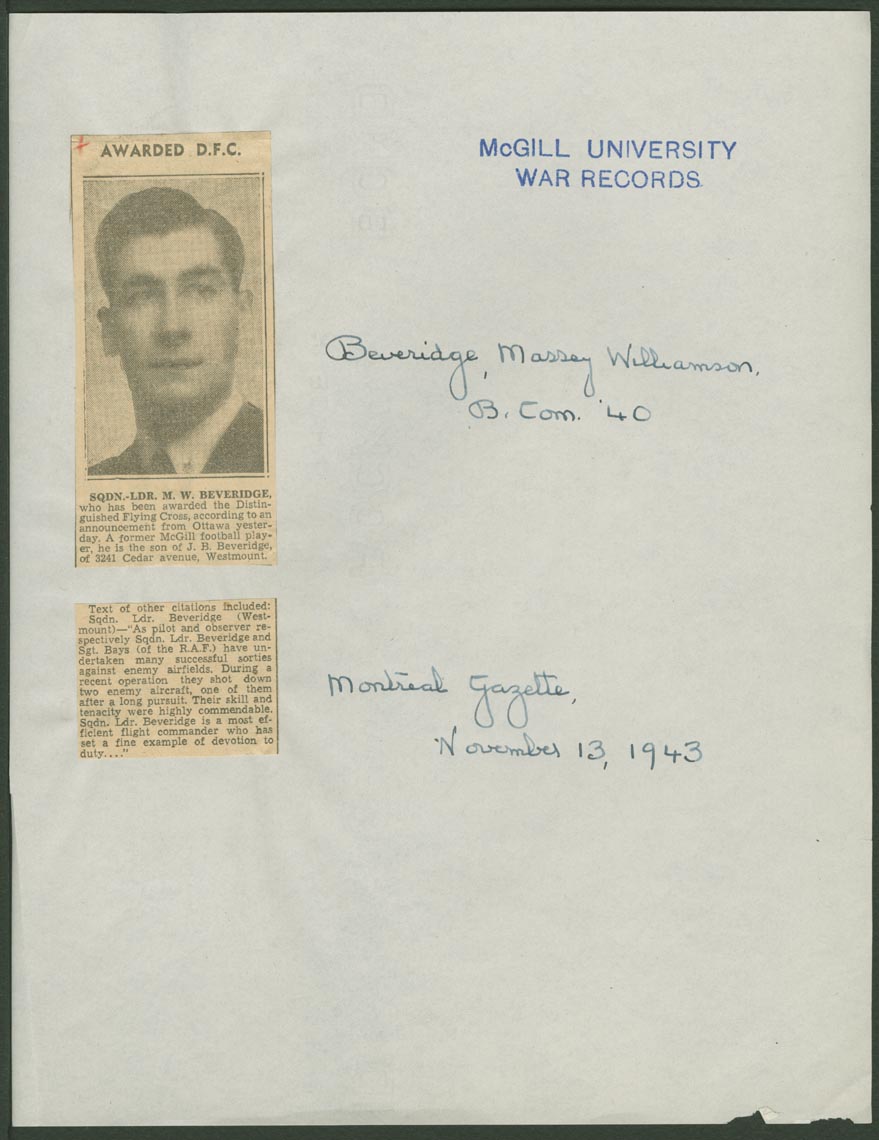 AWARDED D.F.C.
SQDN.-LDR. M. W. BEVERIDGE,
who has been awarded the Distin-
guished Flying Cross, according to an
announcement from Ottawa yester-
day. A former McGill football play-
er, he is the son of J. B. Beveridge,
of 3241 Cedar avenue, Westmount.
Text of other citations included:
Sqdn. Ldr. Beveridge (West-
mount)—"As pilot and observer re-
spectively Sqdn. Ldr. Beveridge and
Sgt. Bays (of the R.A.F.) have un-
dertaken many successful sorties
against enemy airfields. During a
recent operation they shot down
two enemy aircraft, one of them
after a long pursuit. Their skill and
tenacity were highly commendable.
Sqdn. Ldr. Beveridge is a most ef-
ficient flight commander who has
set a fine example of devotion to
duty...."
McGILL UNIVERSITY
WAR RECORDS
Beveridge, Massey Williamson,
B. Com. '40
Montreal Gazette,
November 13, 1943